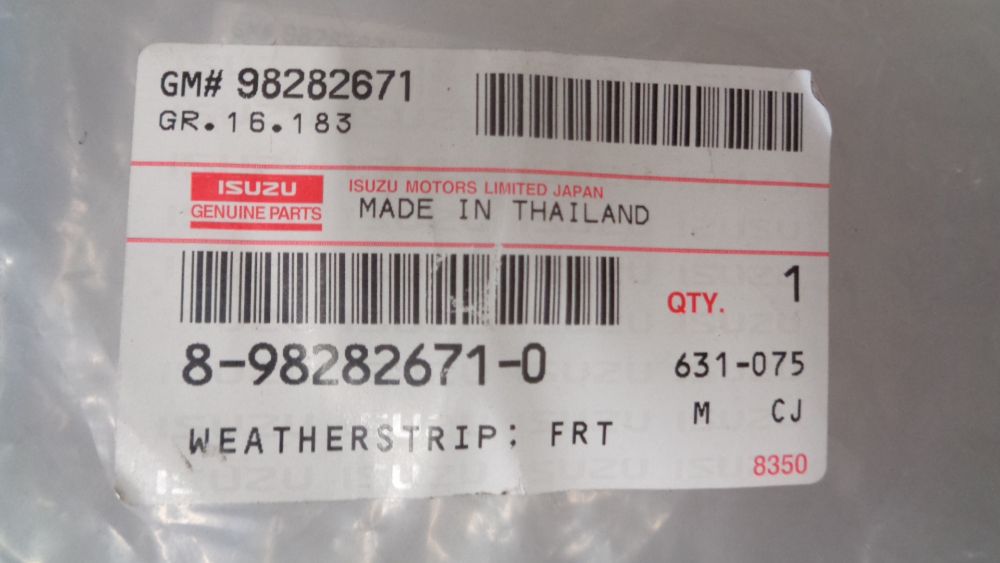 GM# 98282671
GR.16.183
ISUZU
GENUINE PARTS
ISUZU MOTORS LIMITED JAPAN
MADE IN THAILAND
QTY. 1
8-98282671-0
631-075
M CJ
WEATHERSTRIP; FRT
8350